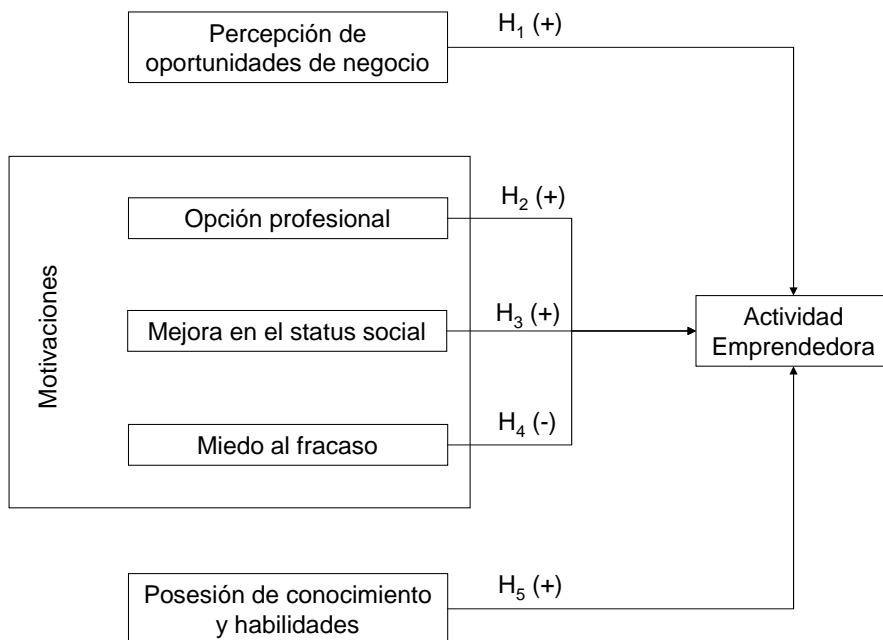 Percepción de
oportunidades de negocio
H₁ (+)
Motivaciones
Opción profesional
H₂ (+)
Mejora en el status social
H₃ (+)
Miedo al fracaso
H₄ (-)
Actividad
Emprendedora
Posesión de conocimiento
y habilidades
H₅ (+)